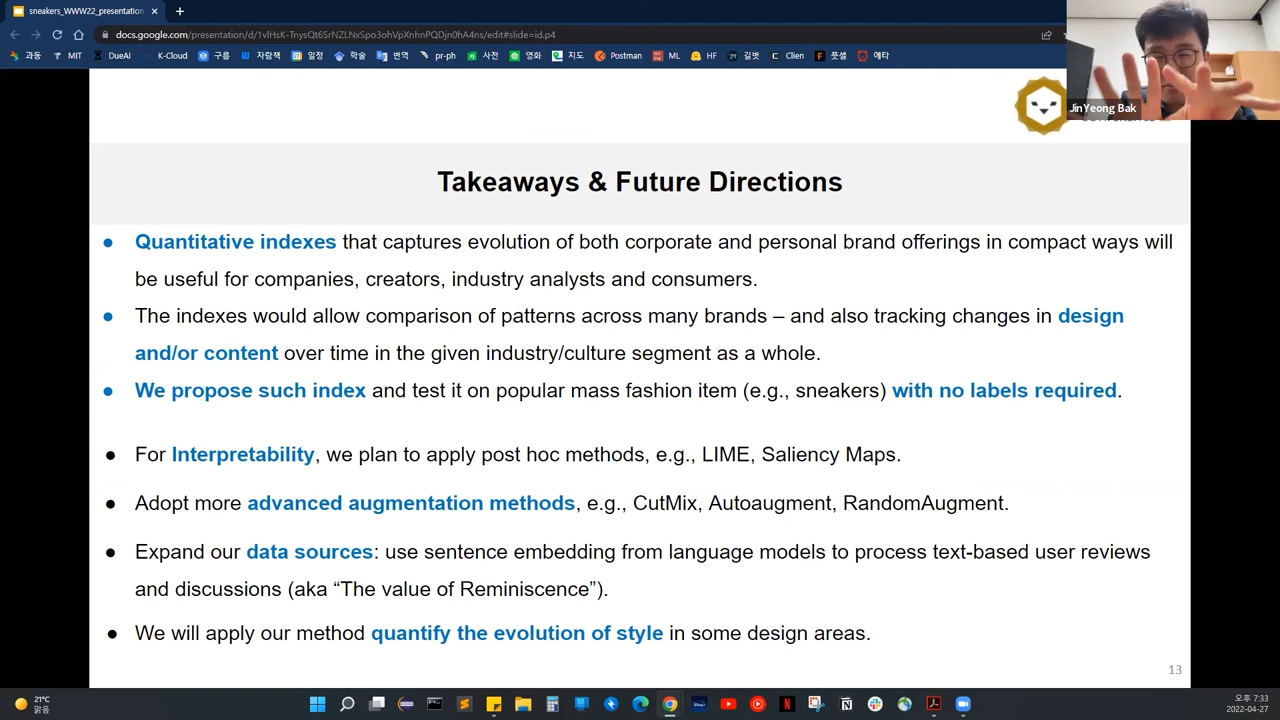 sneakers_WWW22_presentation
docs.google.com/presentation/d/1vlHsK-TnysQt6SrNZLNxSpo3ohVpXnhnPQDjn0hA4ns/edit#slide=id.p4
과동 MIT DueAI K-Cloud 구름 자람책 일정 학술 번역 pr-ph 사전 영화 지도 Postman ML HF 길벗 Clien 풋셀 예타
JinYeong Bak
Takeaways & Future Directions
● Quantitative indexes that captures evolution of both corporate and personal brand offerings in compact ways will
be useful for companies, creators, industry analysts and consumers.
● The indexes would allow comparison of patterns across many brands – and also tracking changes in design
and/or content over time in the given industry/culture segment as a whole.
● We propose such index and test it on popular mass fashion item (e.g., sneakers) with no labels required.
● For Interpretability, we plan to apply post hoc methods, e.g., LIME, Saliency Maps.
● Adopt more advanced augmentation methods, e.g., CutMix, Autoaugment, RandomAugment.
● Expand our data sources: use sentence embedding from language models to process text-based user reviews
and discussions (aka “The value of Reminiscence”).
● We will apply our method quantify the evolution of style in some design areas.
13
21°C
맑음
오후 7:33
2022-04-27